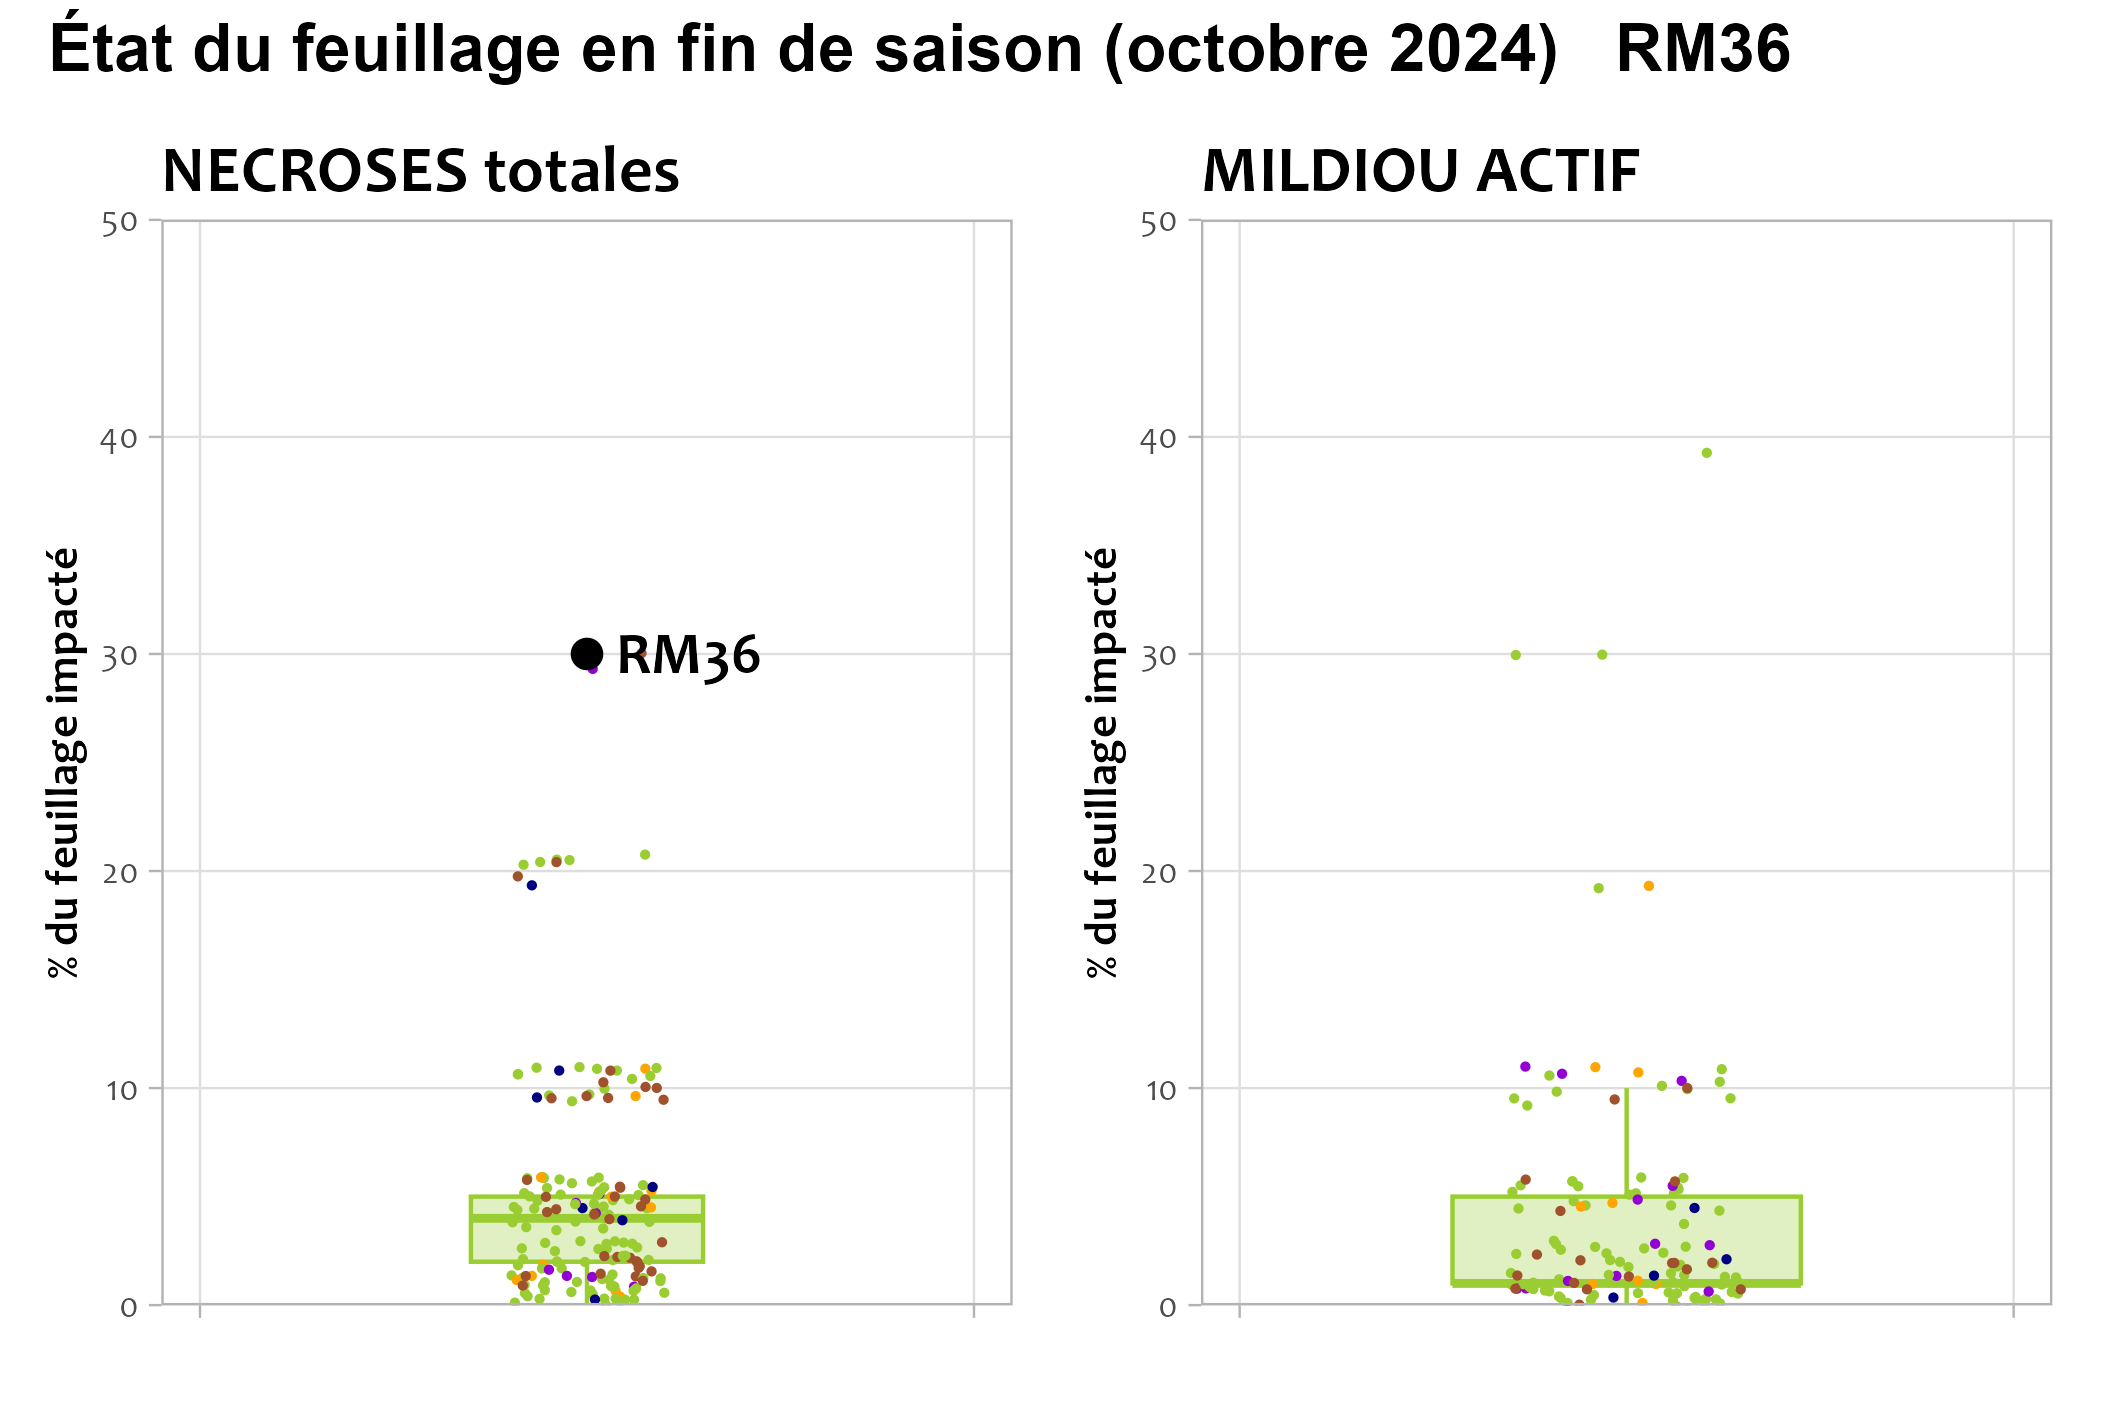 État du feuillage en fin de saison (octobre 2024) RM36
NECROSES totales
MILDIOU ACTIF
50
40
30
20
10
0
% du feuillage impacté
RM36
50
40
30
20
10
0
% du feuillage impacté